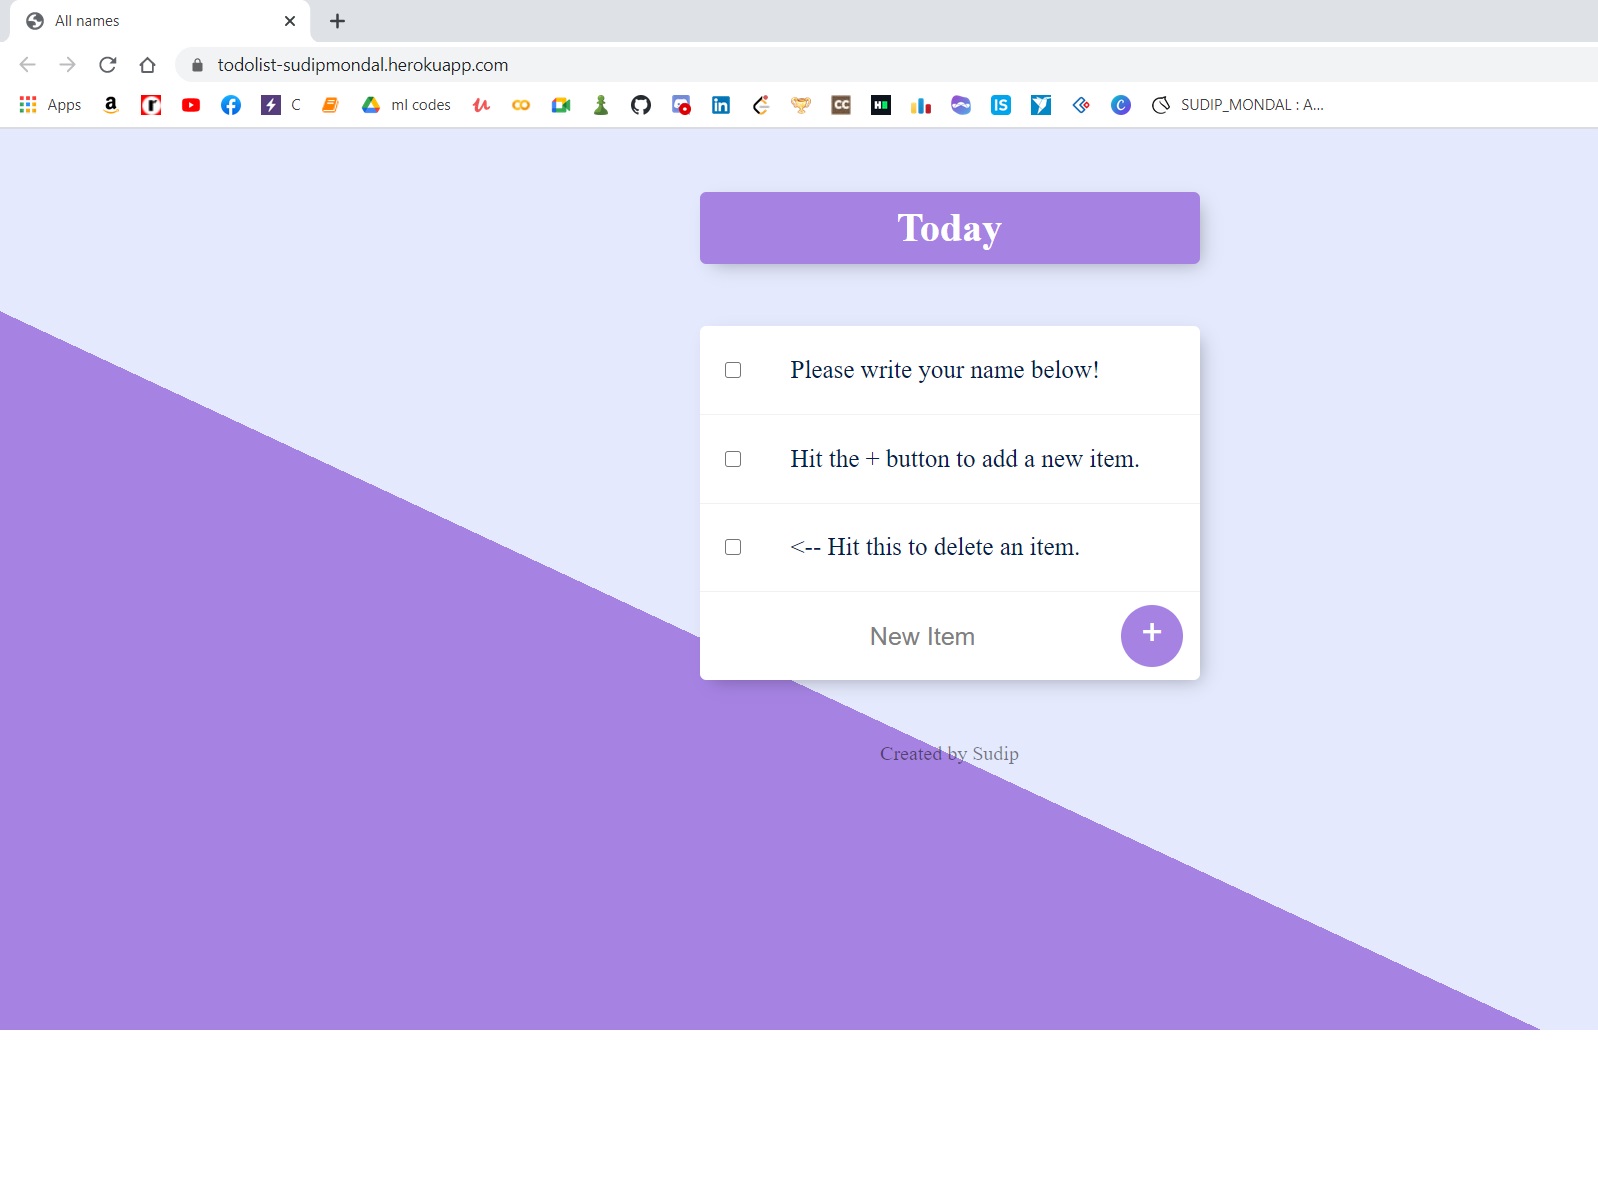 All names
todolist-sudipmondal.herokuapp.com
Apps
C
ml codes
SUDIP_MONDAL : A...
Today
Please write your name below!
Hit the + button to add a new item.
<-- Hit this to delete an item.
New Item
+
Created by Sudip